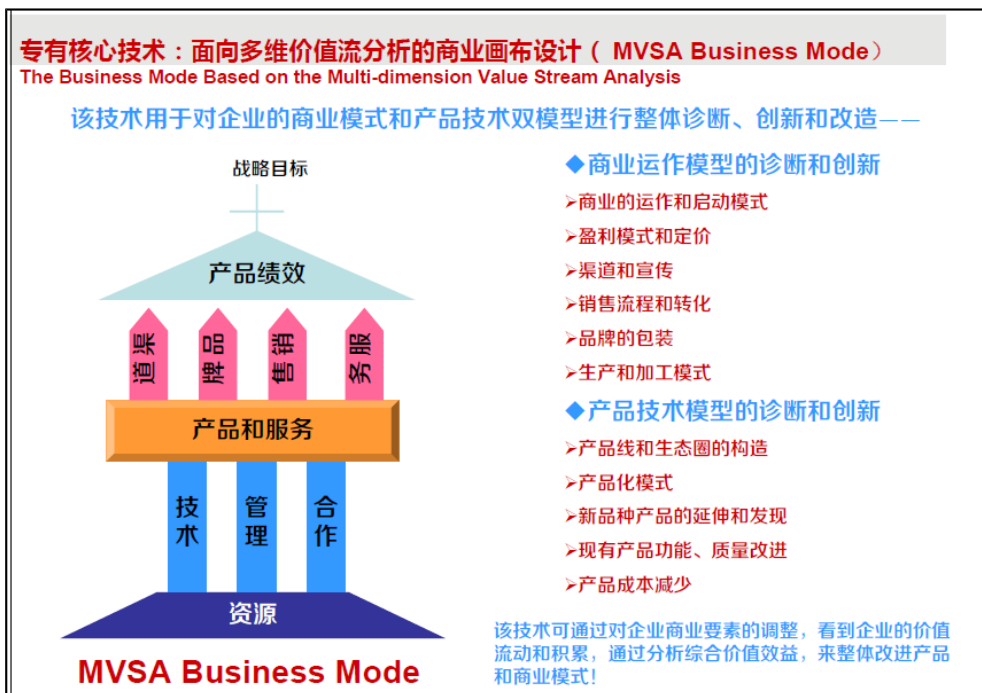 专有核心技术：面向多维价值流分析的商业画布设计（ MVSA Business Mode）
The Business Mode Based on the Multi-dimension Value Stream Analysis
该技术用于对企业的商业模式和产品技术双模型进行整体诊断、创新和改造——
战略目标
产品绩效
渠道
品牌
销售
服务
产品和服务
技术
管理
合作
资源
MVSA Business Mode
◆商业运作模型的诊断和创新
➢商业的运作和启动模式
➢盈利模式和定价
➢渠道和宣传
➢销售流程和转化
➢品牌的包装
➢生产和加工模式
◆产品技术模型的诊断和创新
➢产品线和生态圈的构造
➢产品化模式
➢新品种产品的延伸和发现
➢现有产品功能、质量改进
➢产品成本减少
该技术可通过对企业商业要素的调整，看到企业的价值
流动和积累，通过分析综合价值效益，来整体改进产品
和商业模式！